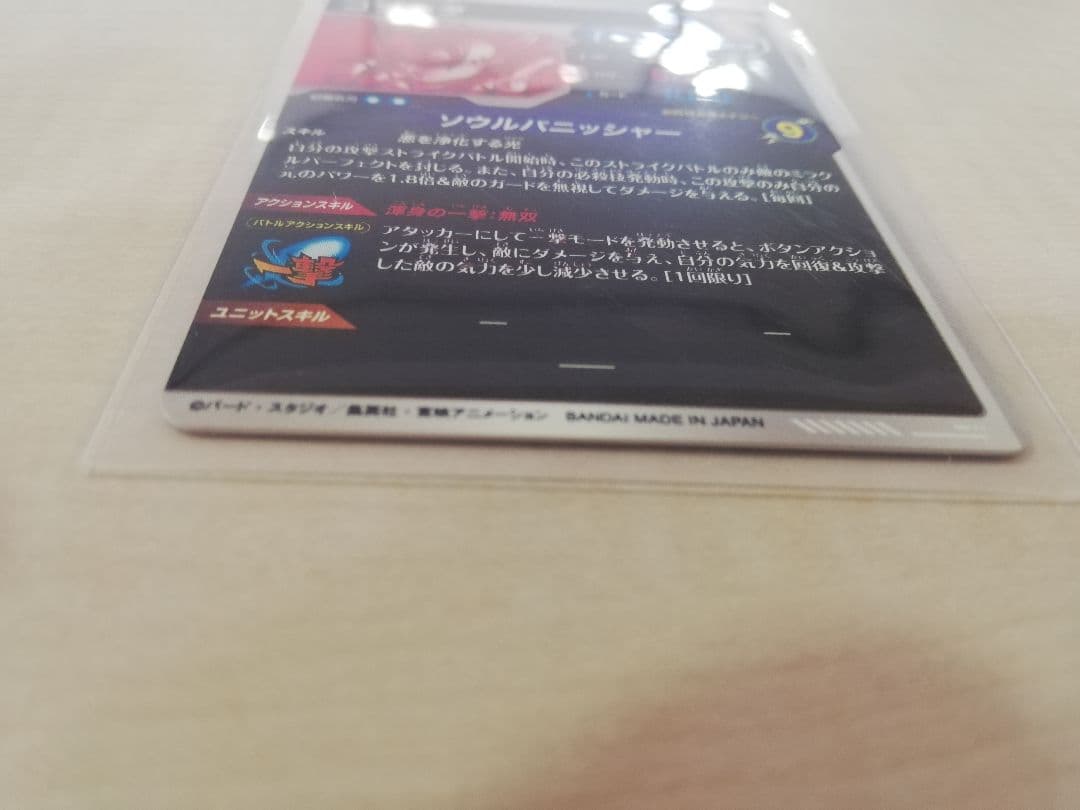 ソウルパニッシャー
9
スキル
悪を浄化する光
自分の攻撃ストライクバトル開始時、このストライクバトルのみ敵のミラク
ルパーフェクトを封じる。また、自分の必殺技発動時、この攻撃のみ自分の
のパワーを1.8倍&敵のガードを無視してダメージを与える。[毎回]
アクションスキル
渾身の一撃:無双
バトルアクションスキル
一撃
アタッカーにして一撃モードを発動させると、ボタンアクショ
ンが発生し、敵にダメージを与え、自分の気力を回復&攻撃
した敵の気力を少し減少させる。[1回限り]
ユニットスキル
©バード・スタジオ／集英社・東映アニメーション BANDAI MADE IN JAPAN